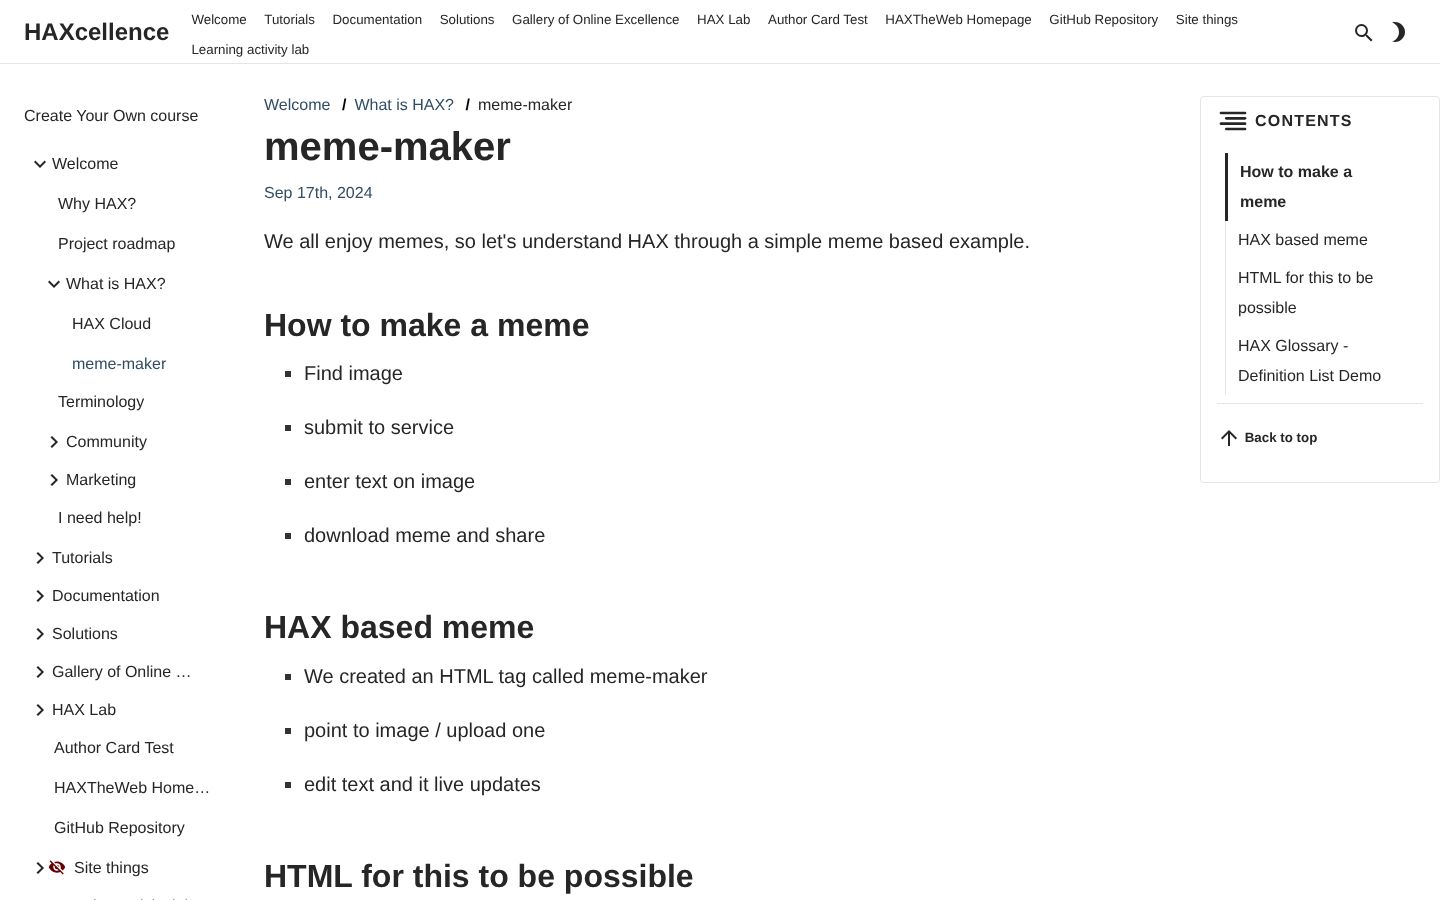 HAXcellence
Welcome
Tutorials
Documentation
Solutions
Gallery of Online Excellence
HAX Lab
Author Card Test
HAXTheWeb Homepage
GitHub Repository
Site things
Learning activity lab
Create Your Own course
Welcome
Why HAX?
Project roadmap
What is HAX?
HAX Cloud
meme-maker
Terminology
Community
Marketing
I need help!
Tutorials
Documentation
Solutions
Gallery of Online …
HAX Lab
Author Card Test
HAXTheWeb Home…
GitHub Repository
Site things
Welcome / What is HAX? / meme-maker
meme-maker
Sep 17th, 2024
We all enjoy memes, so let's understand HAX through a simple meme based example.
How to make a meme
Find image
submit to service
enter text on image
download meme and share
HAX based meme
We created an HTML tag called meme-maker
point to image / upload one
edit text and it live updates
HTML for this to be possible
CONTENTS
How to make a
meme
HAX based meme
HTML for this to be
possible
HAX Glossary -
Definition List Demo
Back to top